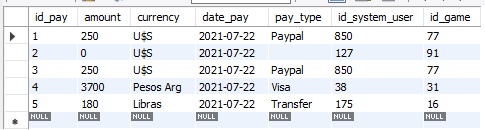 id_pay amount currency date_pay pay_type id_system_user id_game
1 250 U$S 2021-07-22 Paypal 850 77
2 0 U$S 2021-07-22 127 91
3 250 U$S 2021-07-22 Paypal 850 77
4 3700 Pesos Arg 2021-07-22 Visa 38 31
5 180 Libras 2021-07-22 Transfer 175 16
NULL NULL NULL NULL NULL NULL NULL